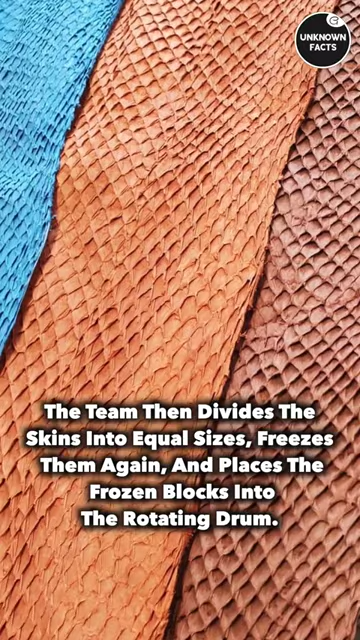 UNKNOWN
FACTS
The Team Then Divides The
Skins Into Equal Sizes, Freezes
Them Again, And Places The
Frozen Blocks Into
The Rotating Drum.